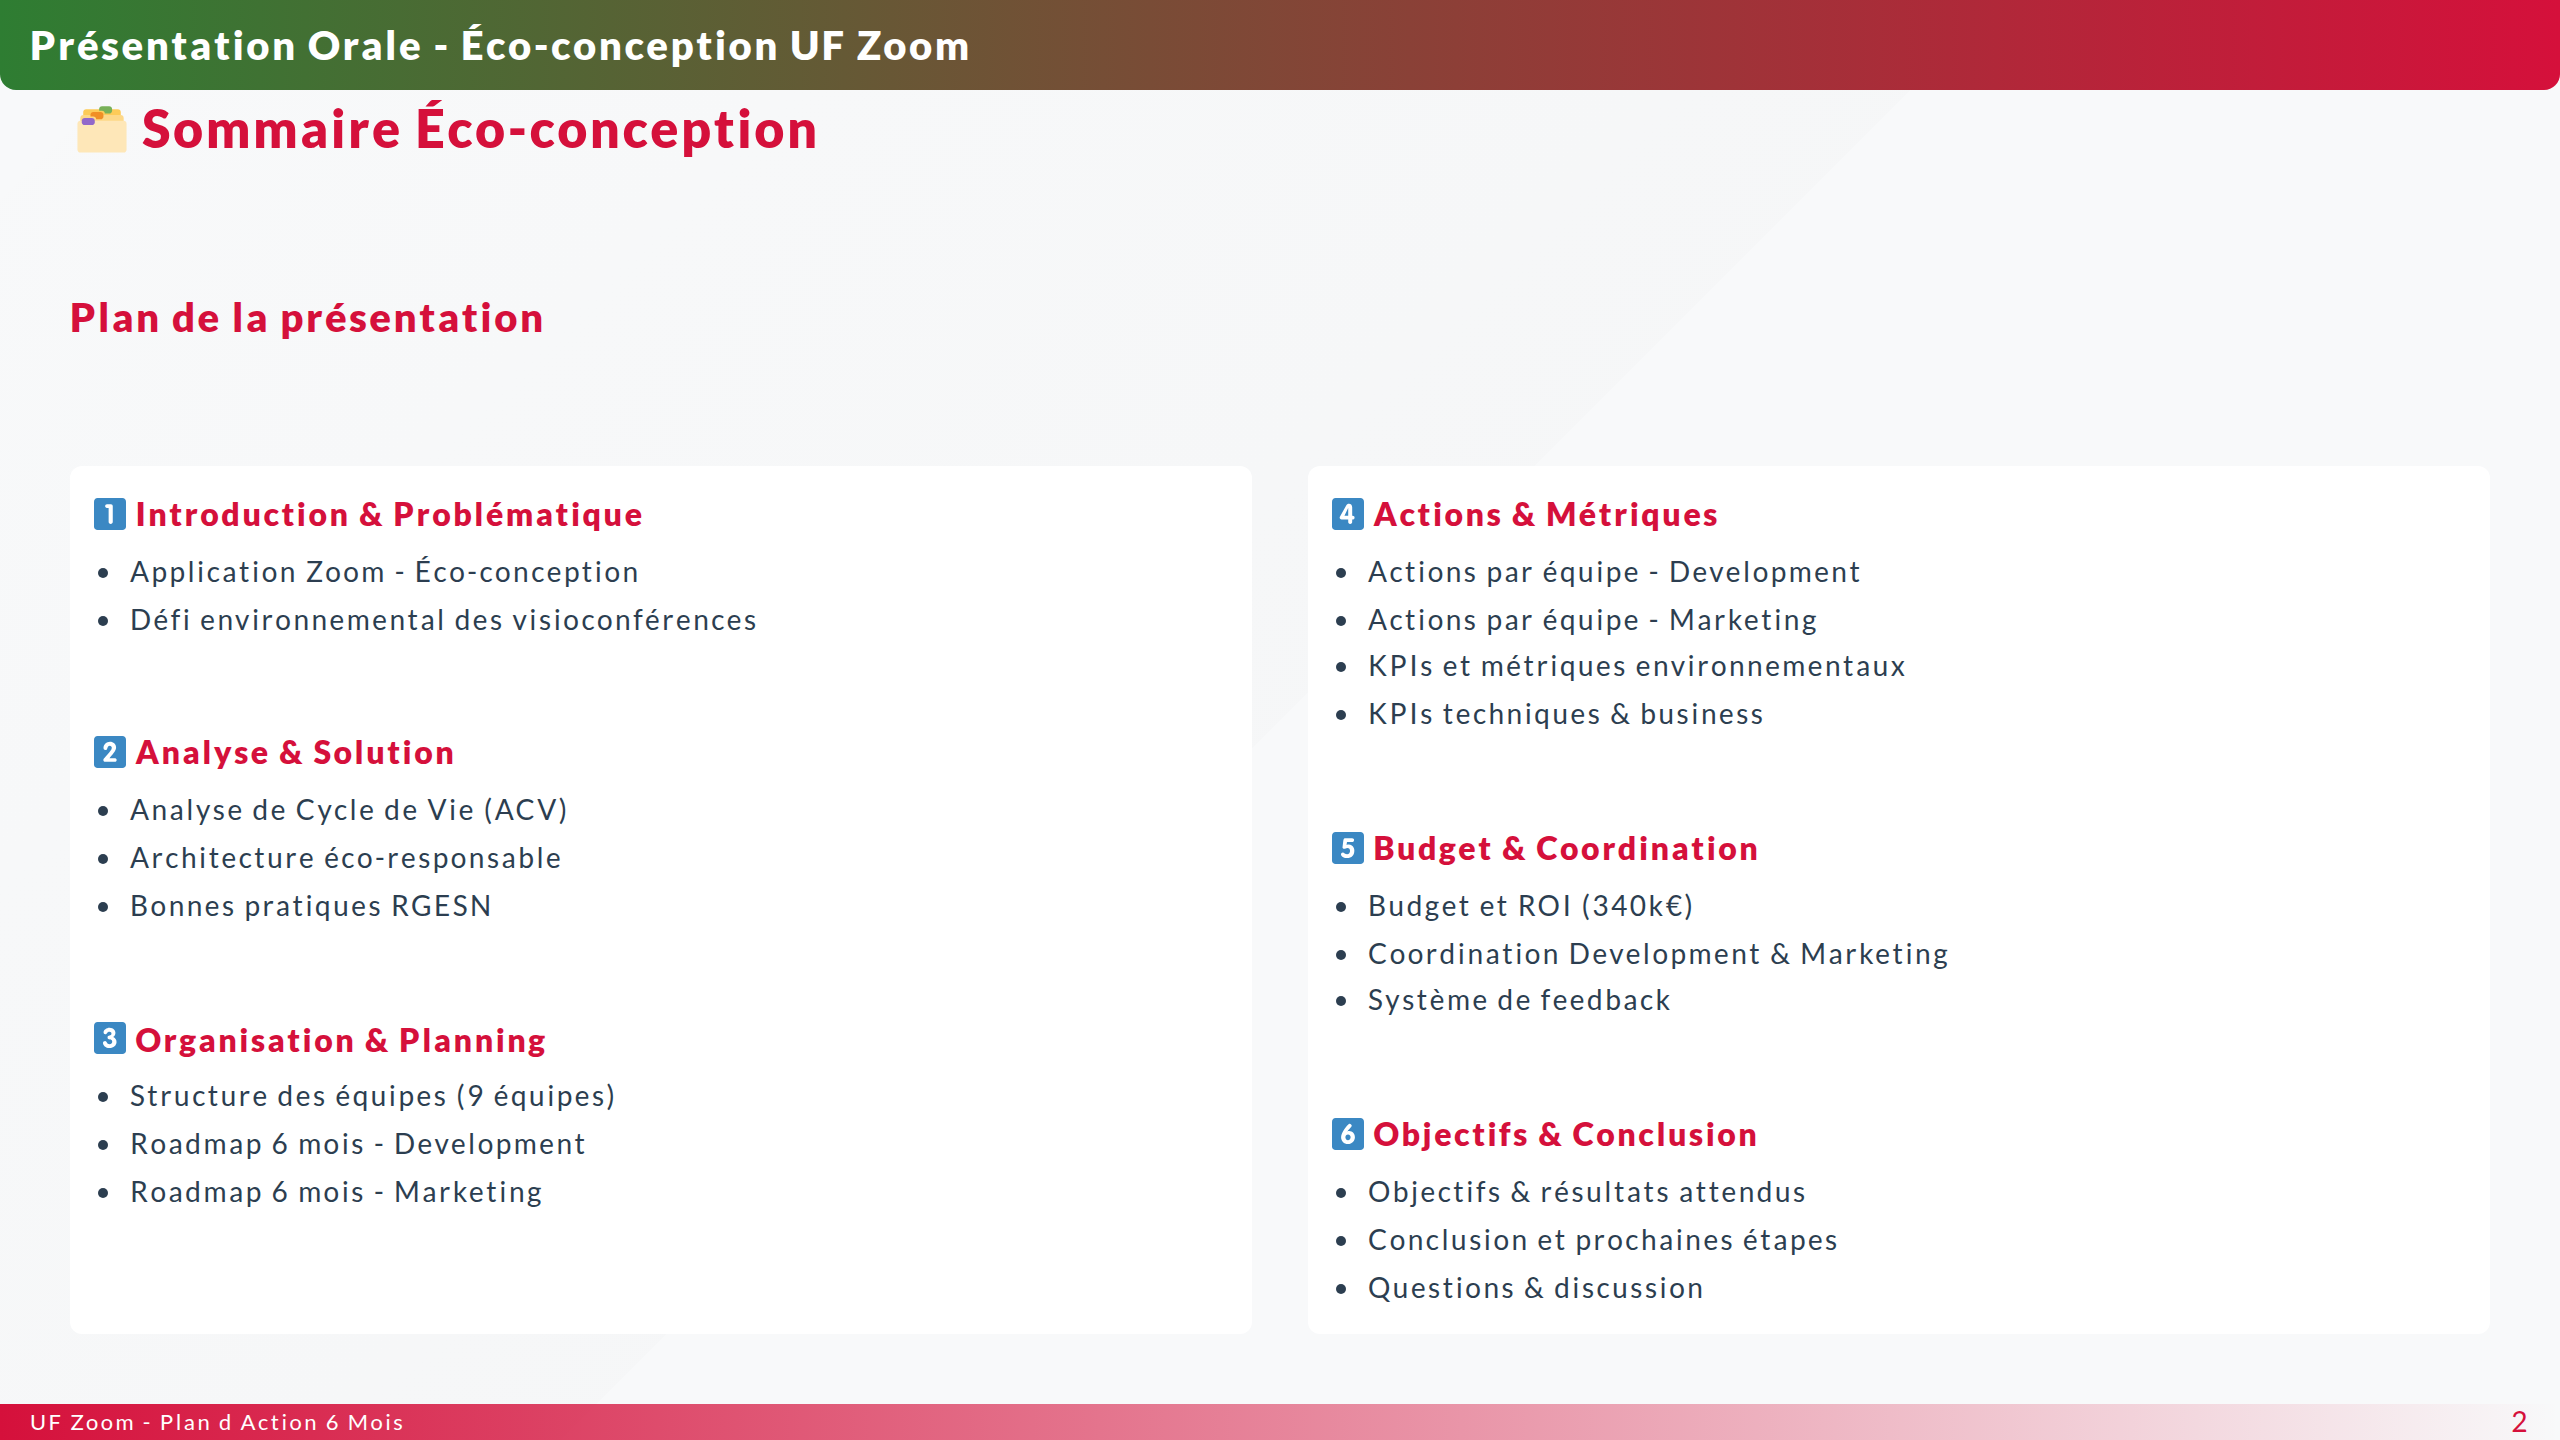 Présentation Orale - Éco-conception UF Zoom
Sommaire Éco-conception
Plan de la présentation
1 Introduction & Problématique
• Application Zoom - Éco-conception
• Défi environnemental des visioconférences
2 Analyse & Solution
• Analyse de Cycle de Vie (ACV)
• Architecture éco-responsable
• Bonnes pratiques RGESN
3 Organisation & Planning
• Structure des équipes (9 équipes)
• Roadmap 6 mois - Development
• Roadmap 6 mois - Marketing
4 Actions & Métriques
• Actions par équipe - Development
• Actions par équipe - Marketing
• KPIs et métriques environnementaux
• KPIs techniques & business
5 Budget & Coordination
• Budget et ROI (340k€)
• Coordination Development & Marketing
• Système de feedback
6 Objectifs & Conclusion
• Objectifs & résultats attendus
• Conclusion et prochaines étapes
• Questions & discussion
UF Zoom - Plan d Action 6 Mois
2